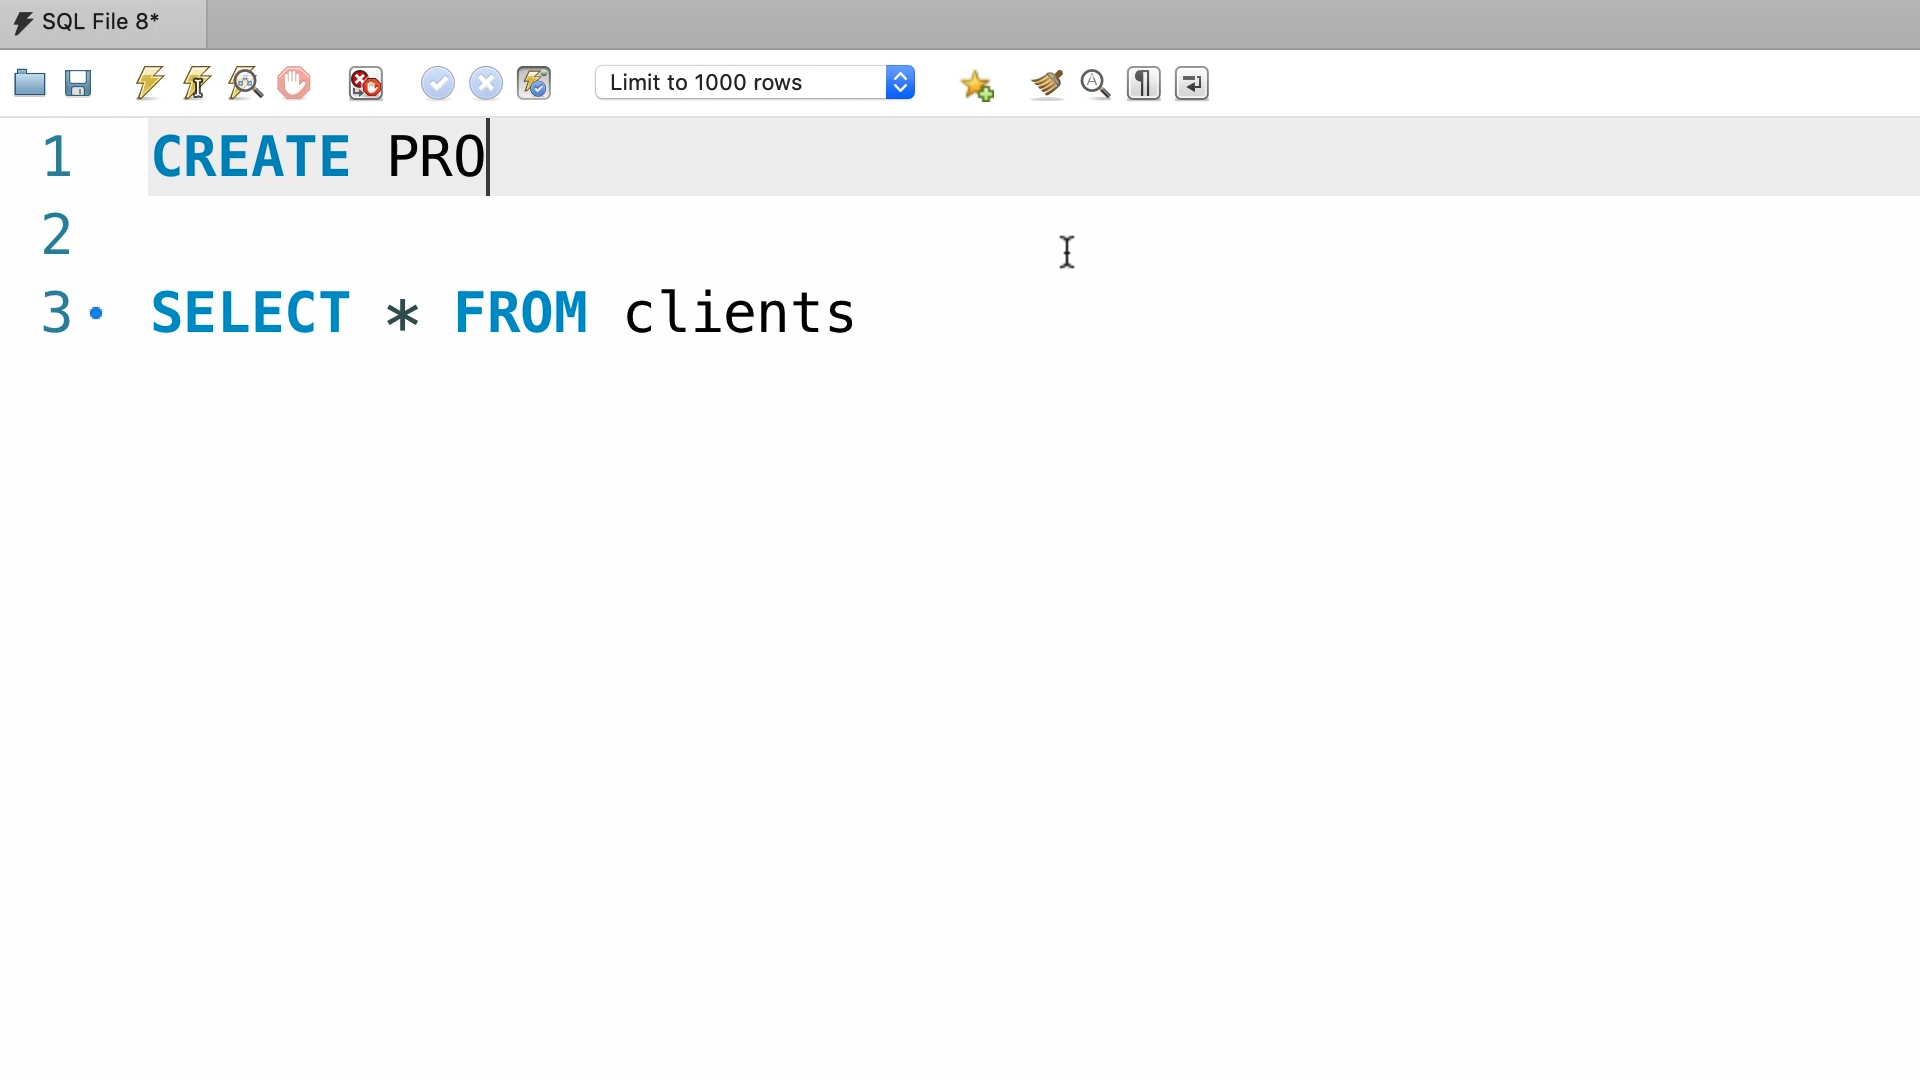 SQL File 8*
Limit to 1000 rows
1 CREATE PRO
2
3 SELECT * FROM clients